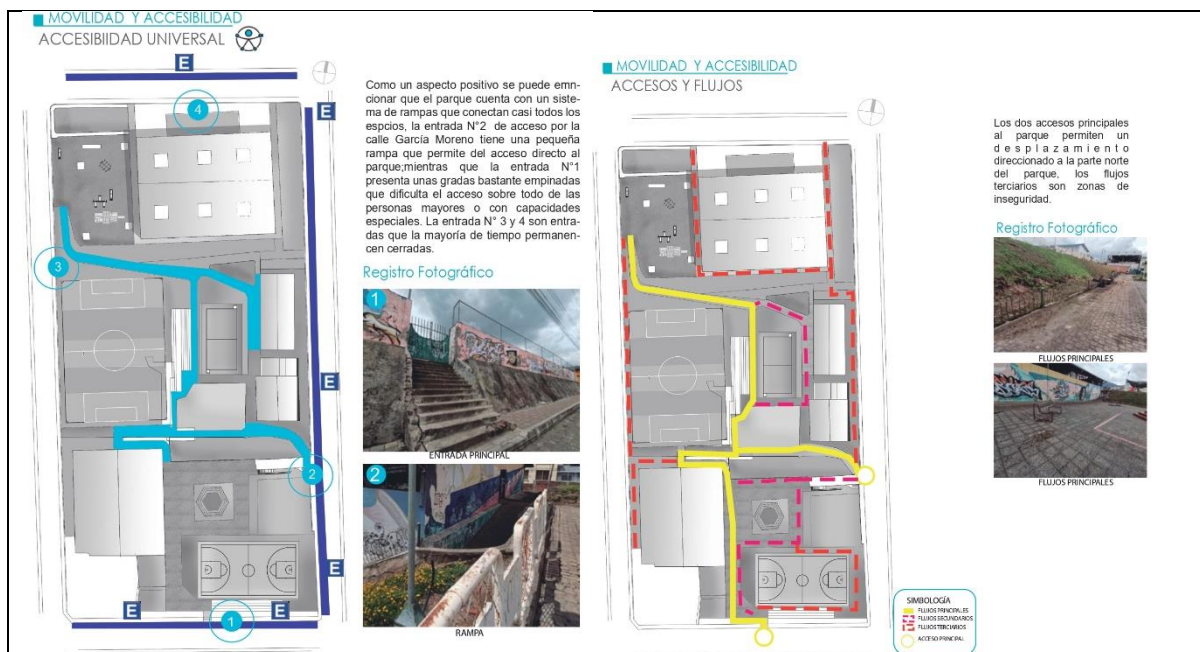 MOVILIDAD Y ACCESIBILIDAD
ACCESIBIIDAD UNIVERSAL
E
E
4
3
E
2
E
E
E
1
Como un aspecto positivo se puede emn-
cionar que el parque cuenta con un siste-
ma de rampas que conectan casi todos los
espcios, la entrada N°2 de acceso por la
calle García Moreno tiene una pequeña
rampa que permite del acceso directo al
parque;mientras que la entrada N°1
presenta unas gradas bastante empinadas
que dificulta el acceso sobre todo de las
personas mayores o con capacidades
especiales. La entrada N° 3 y 4 son entra-
das que la mayoría de tiempo permanen-
cen cerradas.
Registro Fotográfico
1
ENTRADA PRINCIPAL
2
RAMPA
MOVILIDAD Y ACCESIBILIDAD
ACCESOS Y FLUJOS
Los dos accesos principales
al parque permiten un
desplazamiento
direccionado a la parte norte
del parque, los flujos
terciarios son zonas de
inseguridad.
Registro Fotográfico
FLUJOS PRINCIPALES
FLUJOS PRINCIPALES
SIMBOLOGÍA
FLUJOS PRINCIPALES
FLUJOS SECUNDARIOS
FLUJOS TERCIARIOS
ACCESO PRINCIPAL